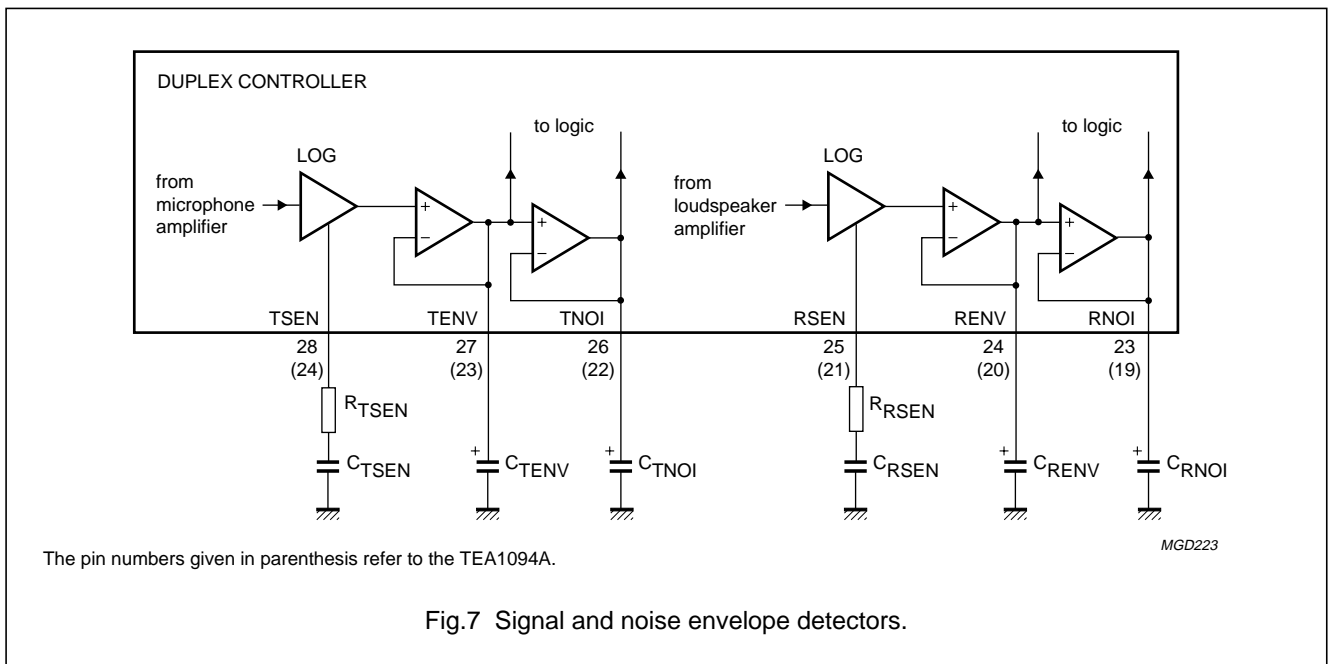 DUPLEX CONTROLLER
to logic
to logic
LOG
LOG
from
microphone
amplifier
from
loudspeaker
amplifier
+
−
+
−
+
−
+
−
TSEN
TENV
TNOI
RSEN
RENV
RNOI
28
(24)
27
(23)
26
(22)
25
(21)
24
(20)
23
(19)
RTSEN
RRSEN
CTSEN
+
CTENV
+
CTNOI
CRSEN
+
CRENV
+
CRNOI
MGD223
The pin numbers given in parenthesis refer to the TEA1094A.
Fig.7 Signal and noise envelope detectors.